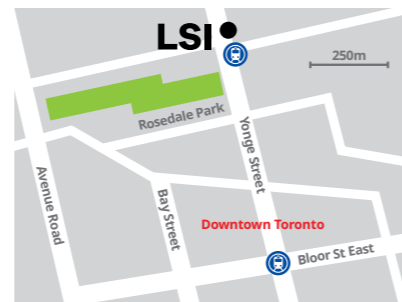 LSI
250m
Rosedale Park
Yonge Street
Avenue Road
Bay Street
Downtown Toronto
Bloor St East